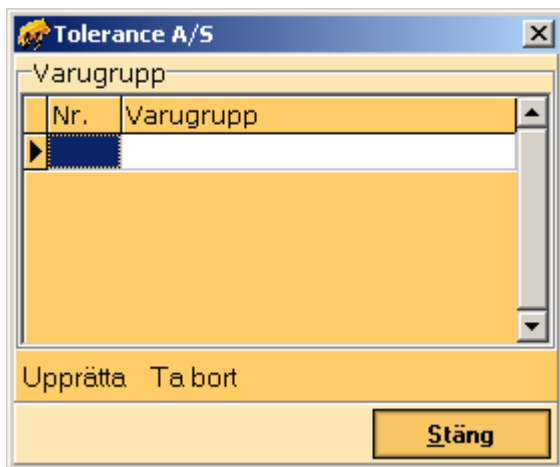 Tolerance A/S
Varugrupp
Nr. Varugrupp
Upprätta Ta bort
Stäng